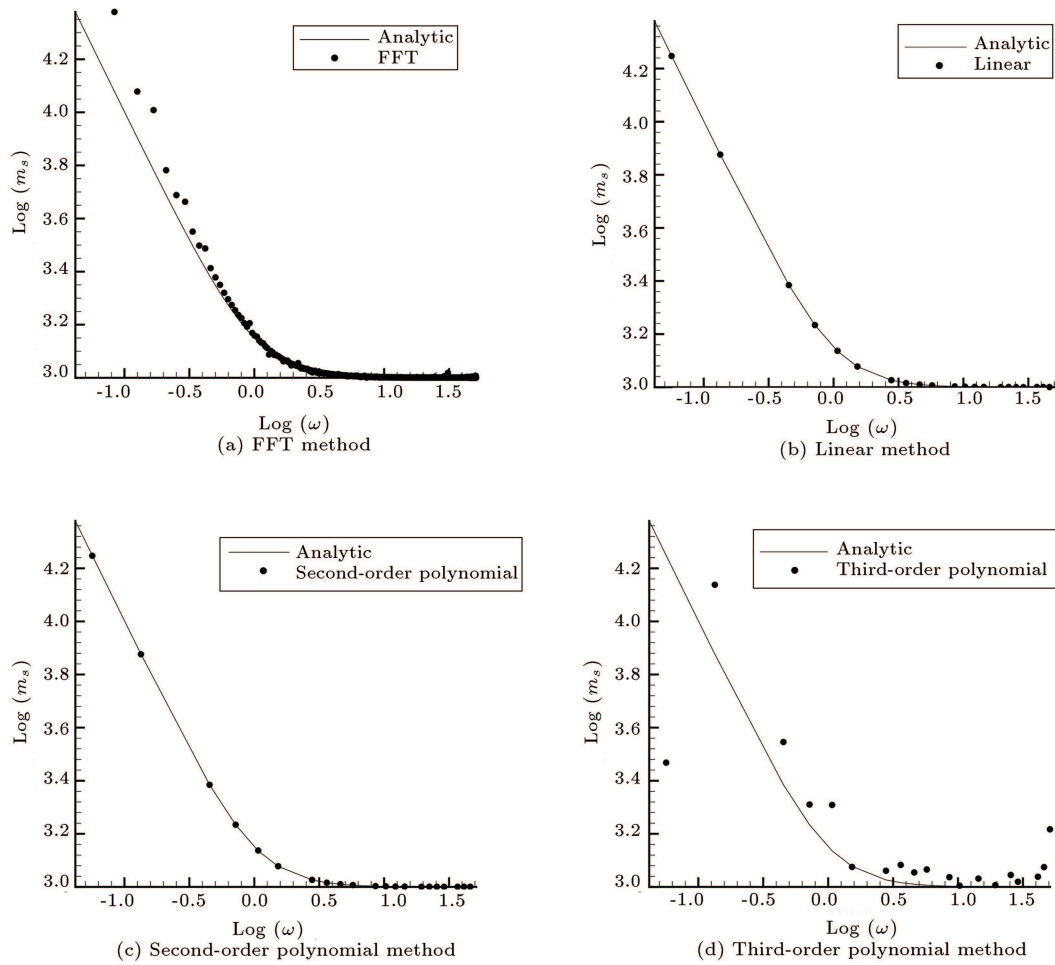 Analytic
FFT
4.2
4.0
3.8
3.6
3.4
3.2
3.0
Log (m_s)
-1.0 -0.5 0.0 0.5 1.0 1.5
Log (ω)
(a) FFT method
Analytic
Linear
4.2
4.0
3.8
3.6
3.4
3.2
3.0
Log (m_s)
-1.0 -0.5 0.0 0.5 1.0 1.5
Log (ω)
(b) Linear method
Analytic
Second-order polynomial
4.2
4.0
3.8
3.6
3.4
3.2
3.0
Log (m_s)
-1.0 -0.5 0.0 0.5 1.0 1.5
Log (ω)
(c) Second-order polynomial method
Analytic
Third-order polynomial
4.2
4.0
3.8
3.6
3.4
3.2
3.0
Log (m_s)
-1.0 -0.5 0.0 0.5 1.0 1.5
Log (ω)
(d) Third-order polynomial method